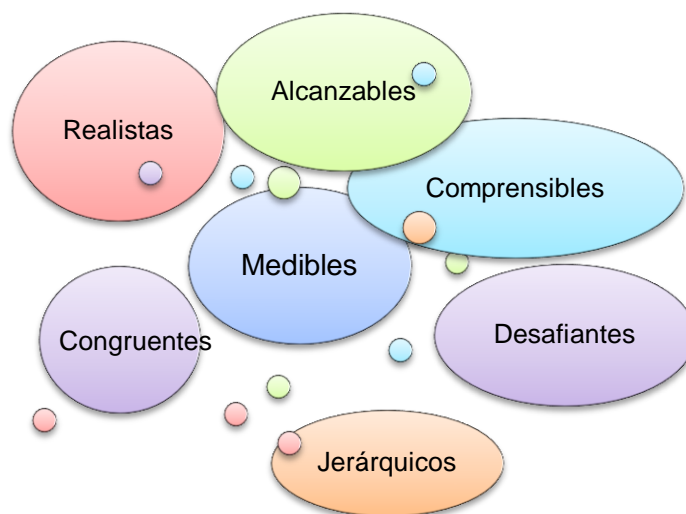 Alcanzables
Realistas
Comprensibles
Medibles
Desafiantes
Congruentes
Jerárquicos